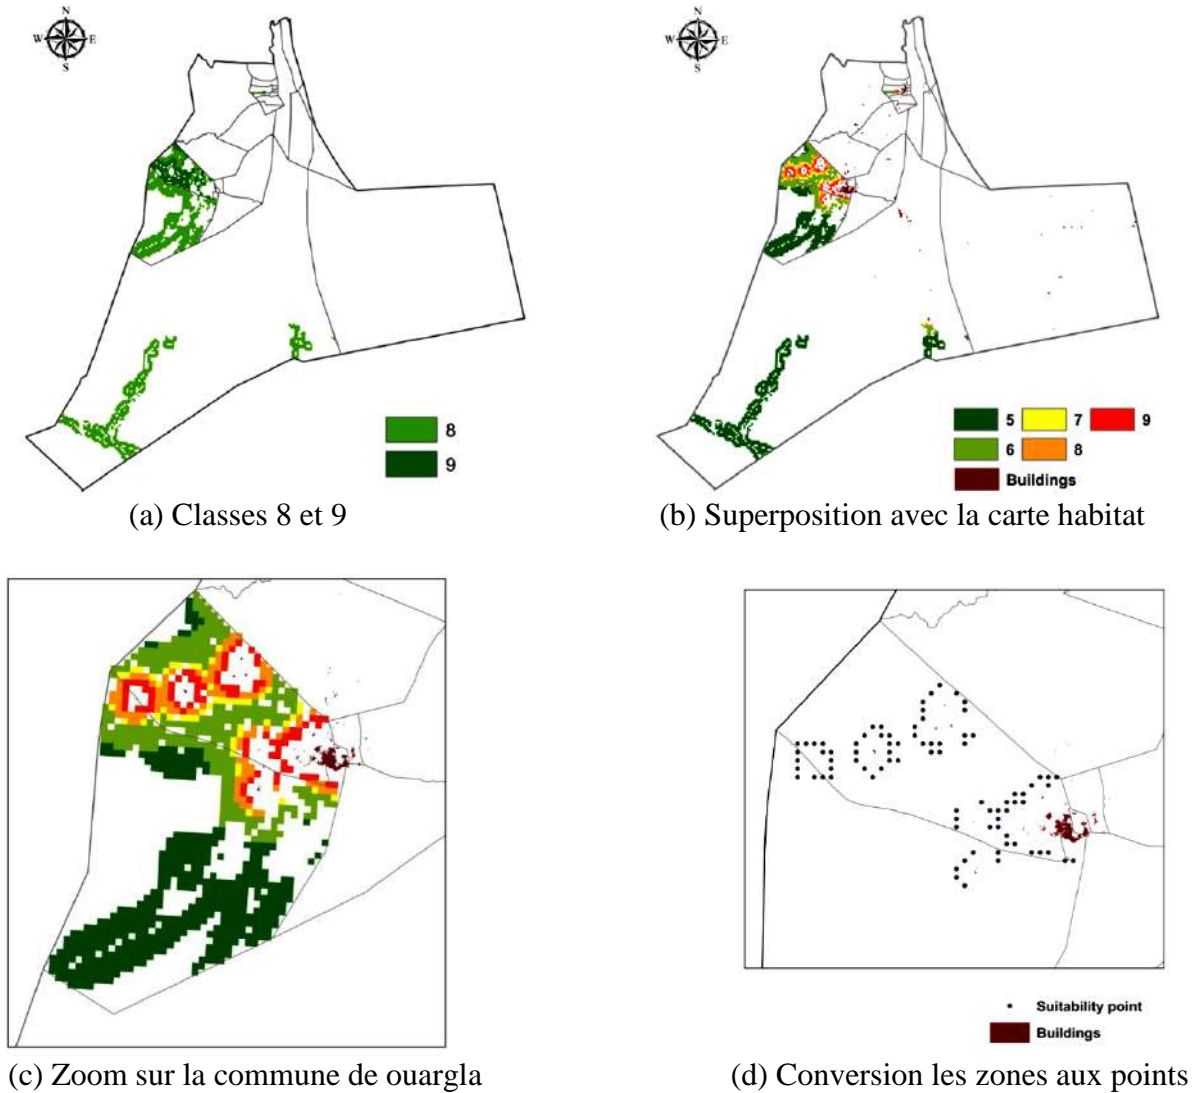 N
W E
S
8
9
(a) Classes 8 et 9
N
W E
S
5 7 9
6 8
Buildings
(b) Superposition avec la carte habitat
(c) Zoom sur la commune de ouargla
Suitability point
Buildings
(d) Conversion les zones aux points